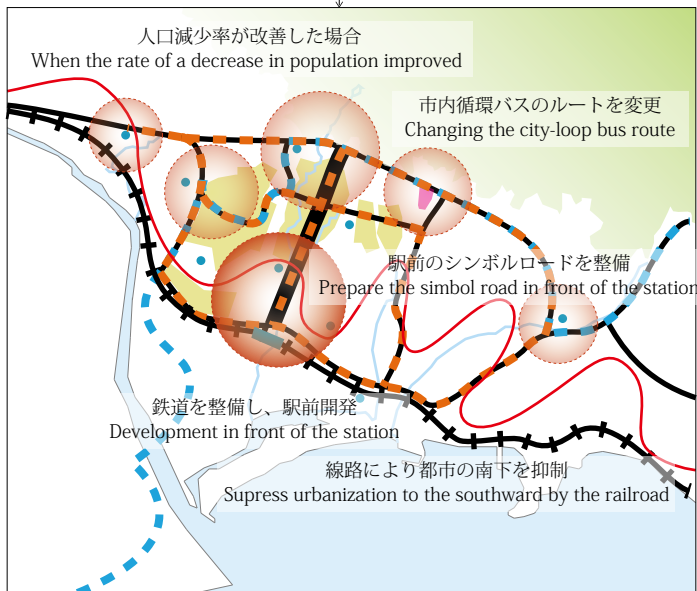 人口減少率が改善した場合
When the rate of a decrease in population improved
市内循環バスのルートを変更
Changing the city-loop bus route
駅前のシンボルロードを整備
Prepare the simbol road in front of the station
鉄道を整備し、駅前開発
Development in front of the station
線路により都市の南下を抑制
Supress urbanization to the southward by the railroad